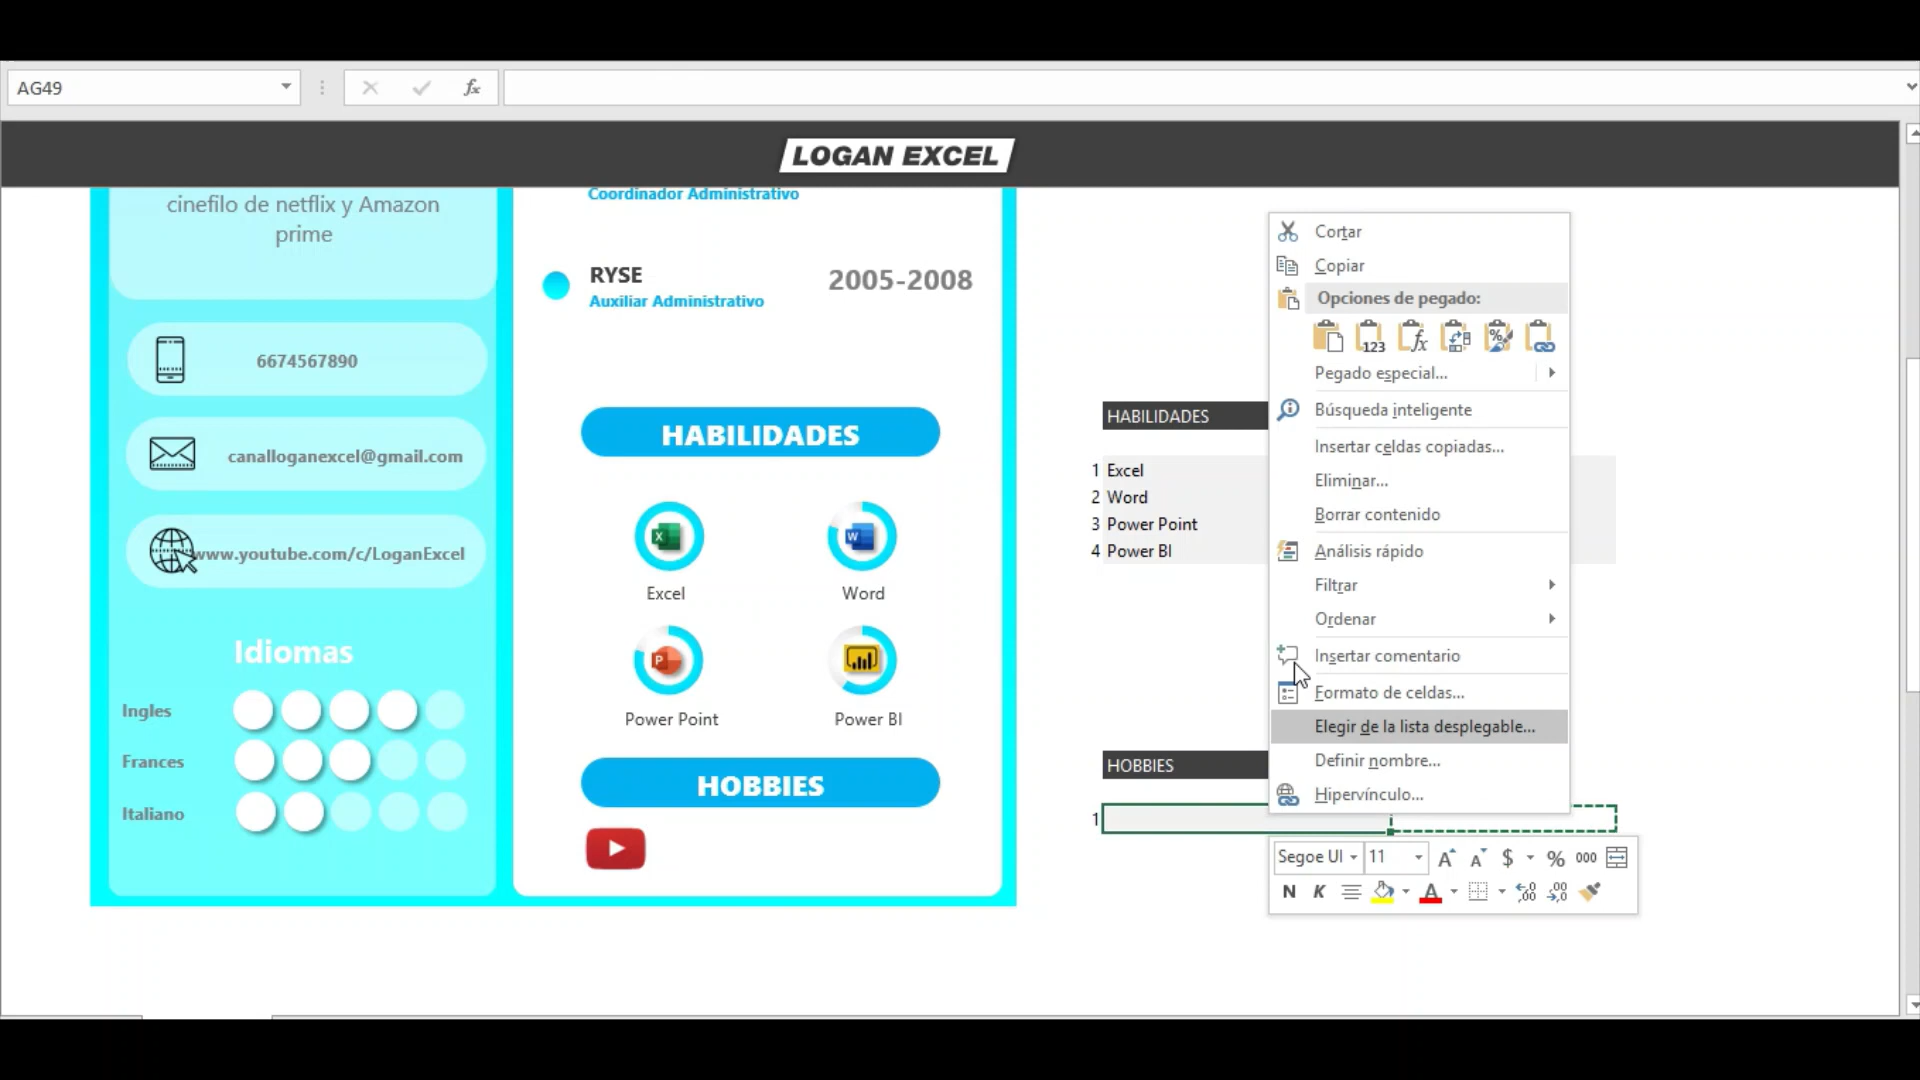 AG49
fx
LOGAN EXCEL
cinefilo de netflix y Amazon
prime
6674567890
canalloganexcel@gmail.com
www.youtube.com/c/LoganExcel
Idiomas
Ingles
Frances
Italiano
Coordinador Administrativo
RYSE
2005-2008
Auxiliar Administrativo
HABILIDADES
Excel
Word
Power Point
Power BI
HOBBIES
HABILIDADES
1 Excel
2 Word
3 Power Point
4 Power BI
HOBBIES
1
Cortar
Copiar
Opciones de pegado:
123
fx
%
Pegado especial...
Búsqueda inteligente
Insertar celdas copiadas...
Eliminar...
Borrar contenido
Análisis rápido
Filtrar
Ordenar
Insertar comentario
Formato de celdas...
Elegir de la lista desplegable...
Definir nombre...
Hipervínculo...
Segoe UI 11 A A $ % 000
N K A